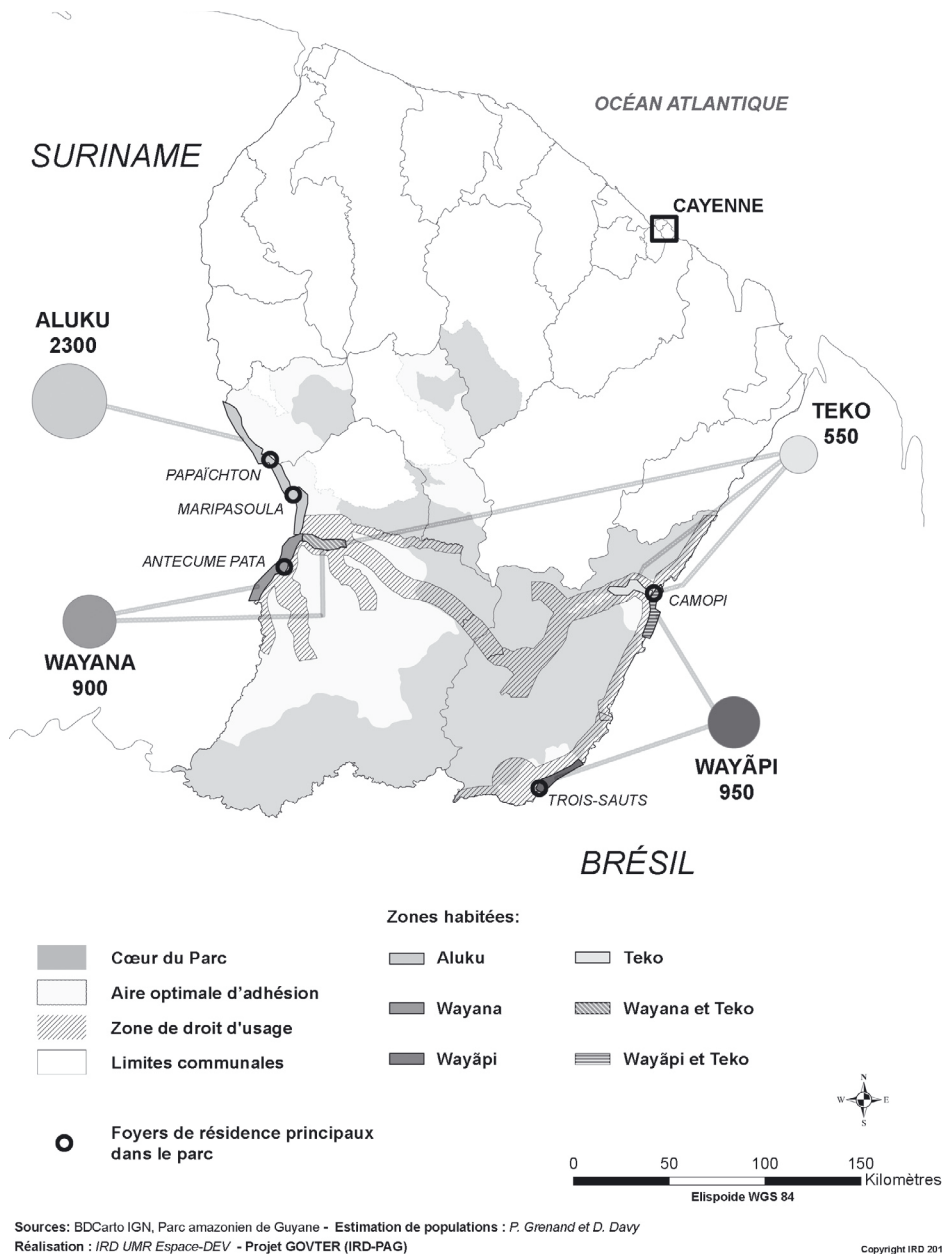 OCÉAN ATLANTIQUE
SURINAME
CAYENNE
ALUKU
2300
TEKO
550
PAPAÏCHTON
MARIPASOULA
ANTECUME PATA
CAMOPI
WAYANA
900
WAYÃPI
950
TROIS-SAUTS
BRÉSIL
Zones habitées:
Cœur du Parc
Aire optimale d'adhésion
Zone de droit d'usage
Limites communales
Foyers de résidence principaux
dans le parc
Aluku
Wayana
Wayãpi
Teko
Wayana et Teko
Wayãpi et Teko
N
W E
S
0 50 100 150
Kilomètres
Elispoide WGS 84
Sources: BDCarto IGN, Parc amazonien de Guyane - Estimation de populations : P. Grenand et D. Davy
Réalisation : IRD UMR Espace-DEV - Projet GOVTER (IRD-PAG)
Copyright IRD 201